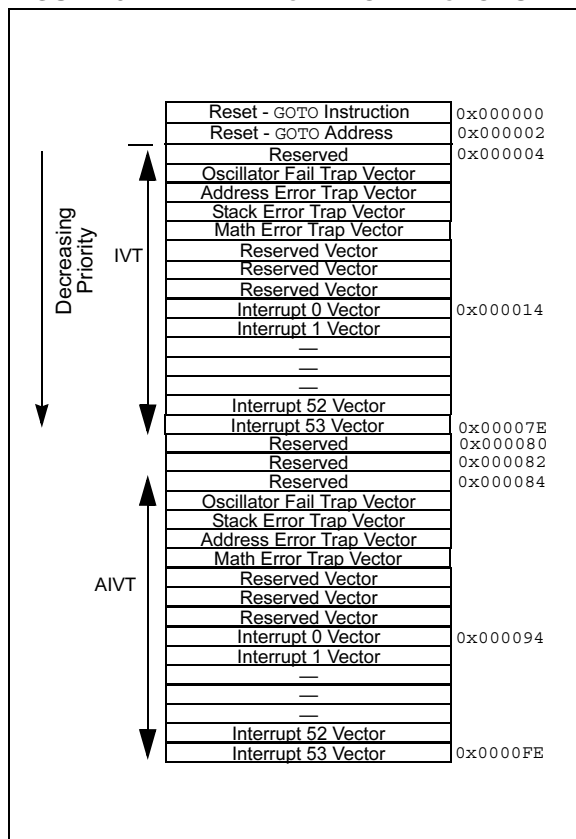 Reset - GOTO Instruction 0x000000
Reset - GOTO Address 0x000002
Reserved 0x000004
Oscillator Fail Trap Vector
Address Error Trap Vector
Stack Error Trap Vector
Math Error Trap Vector
Reserved Vector
Reserved Vector
Reserved Vector
Interrupt 0 Vector 0x000014
Interrupt 1 Vector
—
—
—
Interrupt 52 Vector
Interrupt 53 Vector 0x00007E
Reserved 0x000080
Reserved 0x000082
Reserved 0x000084
Oscillator Fail Trap Vector
Stack Error Trap Vector
Address Error Trap Vector
Math Error Trap Vector
Reserved Vector
Reserved Vector
Reserved Vector
Interrupt 0 Vector 0x000094
Interrupt 1 Vector
—
—
—
Interrupt 52 Vector
Interrupt 53 Vector 0x0000FE
Decreasing
Priority
IVT
AIVT